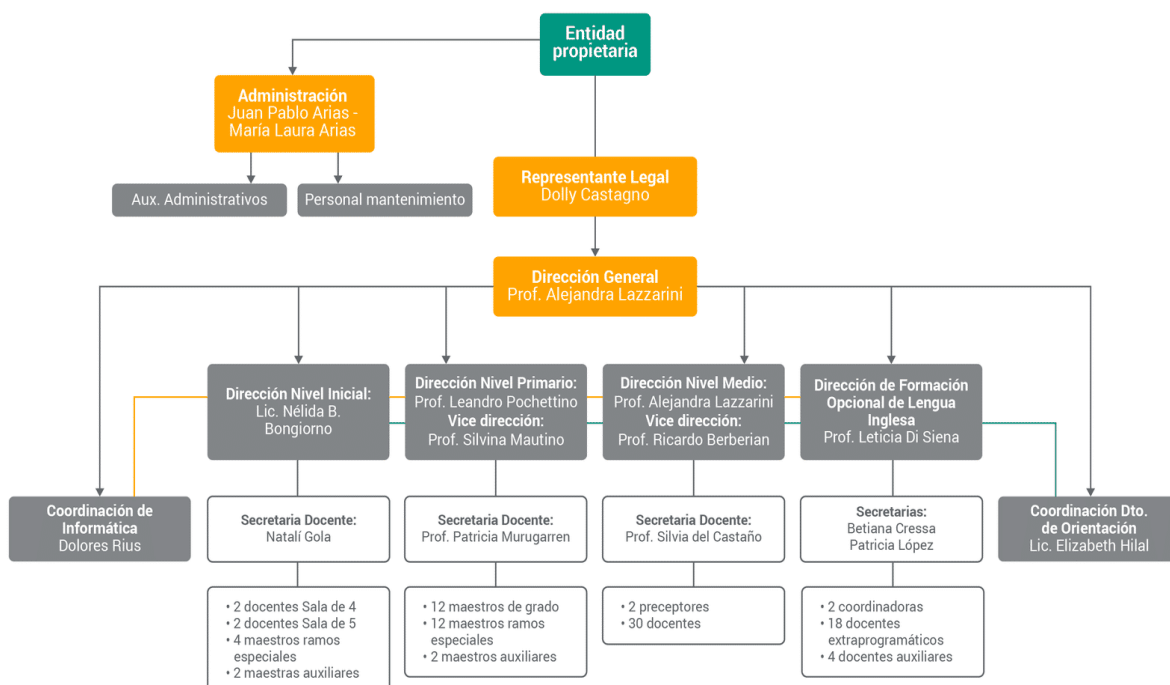 Entidad
propietaria
Administración
Juan Pablo Arias -
María Laura Arias
Aux. Administrativos
Personal mantenimiento
Representante Legal
Dolly Castagno
Dirección General
Prof. Alejandra Lazzarini
Dirección Nivel Inicial:
Lic. Nélida B.
Bongiorno
Dirección Nivel Primario:
Prof. Leandro Pochettino
Vice dirección:
Prof. Silvina Mautino
Dirección Nivel Medio:
Prof. Alejandra Lazzarini
Vice dirección:
Prof. Ricardo Berberian
Dirección de Formación
Opcional de Lengua
Inglesa
Prof. Leticia Di Siena
Coordinación de
Informática
Dolores Rius
Secretaria Docente:
Natalí Gola
Secretaria Docente:
Prof. Patricia Murugarren
Secretaria Docente:
Prof. Silvia del Castaño
Secretarias:
Betiana Cressa
Patricia López
Coordinación Dto.
de Orientación
Lic. Elizabeth Hilal
• 2 docentes Sala de 4
• 2 docentes Sala de 5
• 4 maestros ramos
especiales
• 2 maestras auxiliares
• 12 maestros de grado
• 12 maestros ramos
especiales
• 2 maestros auxiliares
• 2 preceptores
• 30 docentes
• 2 coordinadoras
• 18 docentes
extraprogramáticos
• 4 docentes auxiliares